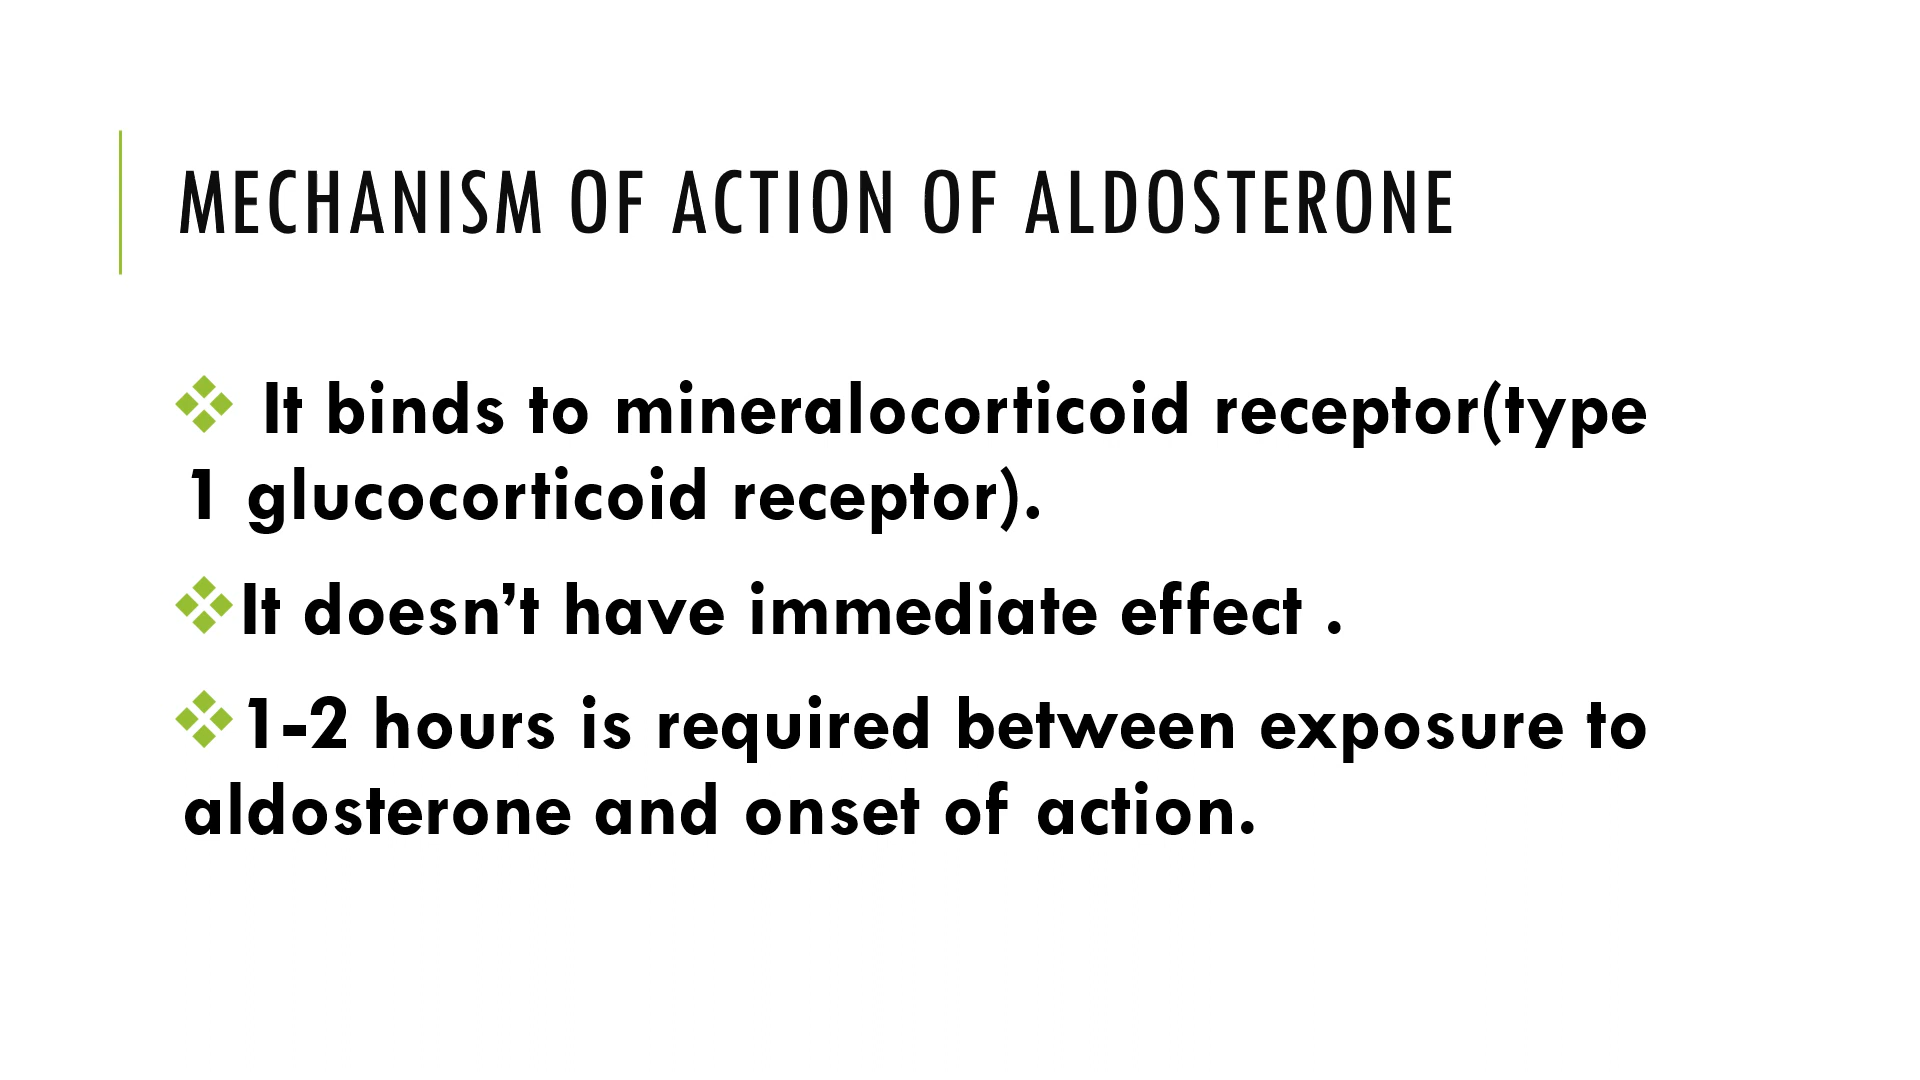 MECHANISM OF ACTION OF ALDOSTERONE
❖ It binds to mineralocorticoid receptor(type
1 glucocorticoid receptor).
❖It doesn’t have immediate effect .
❖1-2 hours is required between exposure to
aldosterone and onset of action.